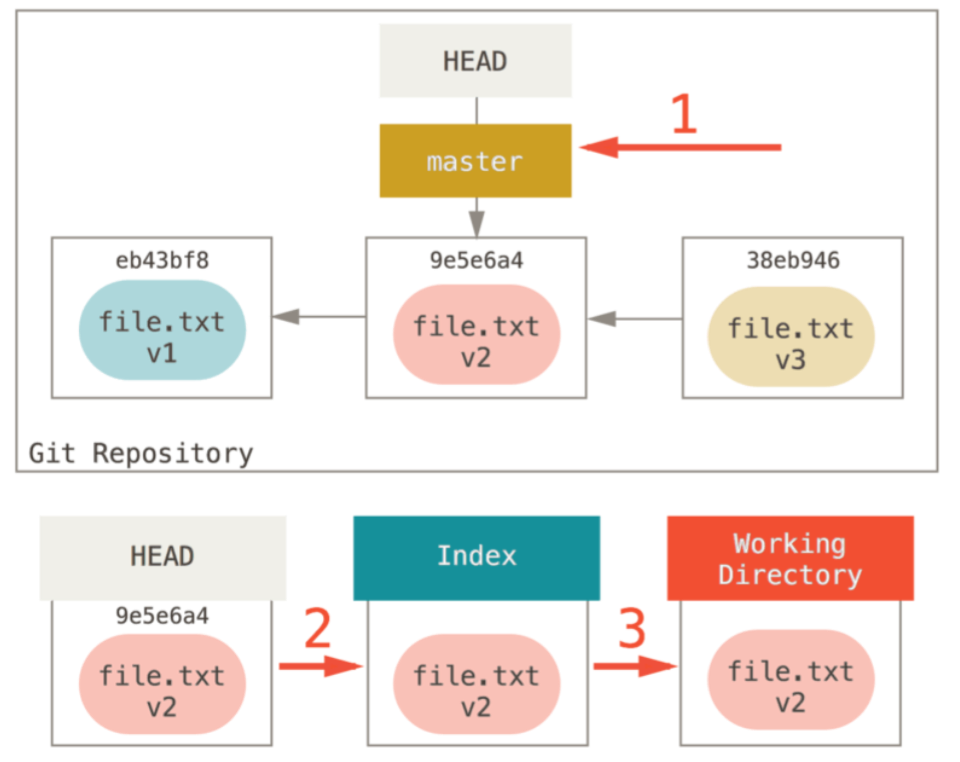 HEAD
1
master
eb43bf8
9e5e6a4
38eb946
file.txt
v1
file.txt
v2
file.txt
v3
Git Repository
HEAD
Index
Working
Directory
9e5e6a4
2
3
file.txt
v2
file.txt
v2
file.txt
v2